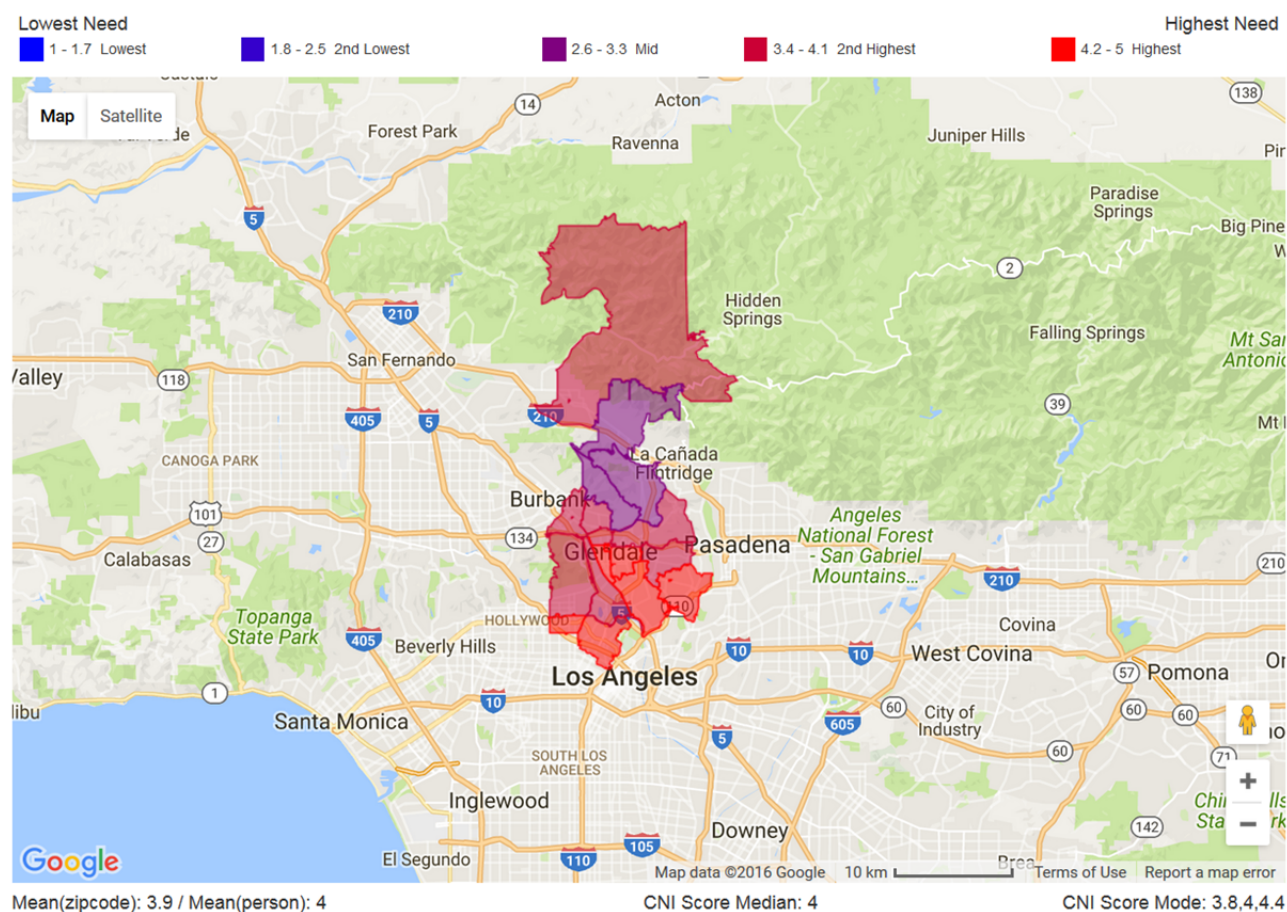 Lowest Need
Highest Need
1 - 1.7 Lowest
1.8 - 2.5 2nd Lowest
2.6 - 3.3 Mid
3.4 - 4.1 2nd Highest
4.2 - 5 Highest
Map
Satellite
Acton
14
138
Forest Park
Ravenna
Juniper Hills
5
Paradise
Springs
Big Pine
2
Hidden
Springs
Falling Springs
210
San Fernando
Valley
118
39
405
5
210
CANOGA PARK
La Cañada
Flintridge
Burbank
101
27
134
Angeles
National Forest
- San Gabriel
Mountains...
Glendale
Pasadena
Calabasas
210
210
Topanga
State Park
HOLLYWOOD
5
110
405
Beverly Hills
Covina
10
10
West Covina
57
Pomona
Los Angeles
1
10
60
60
60
Santa Monica
605
City of
Industry
5
60
71
SOUTH LOS
ANGELES
Inglewood
Downey
142
El Segundo
110
105
Brea
Google
Map data ©2016 Google
10 km
Terms of Use
Report a map error
Mean(zipcode): 3.9 / Mean(person): 4
CNI Score Median: 4
CNI Score Mode: 3.8,4,4.4